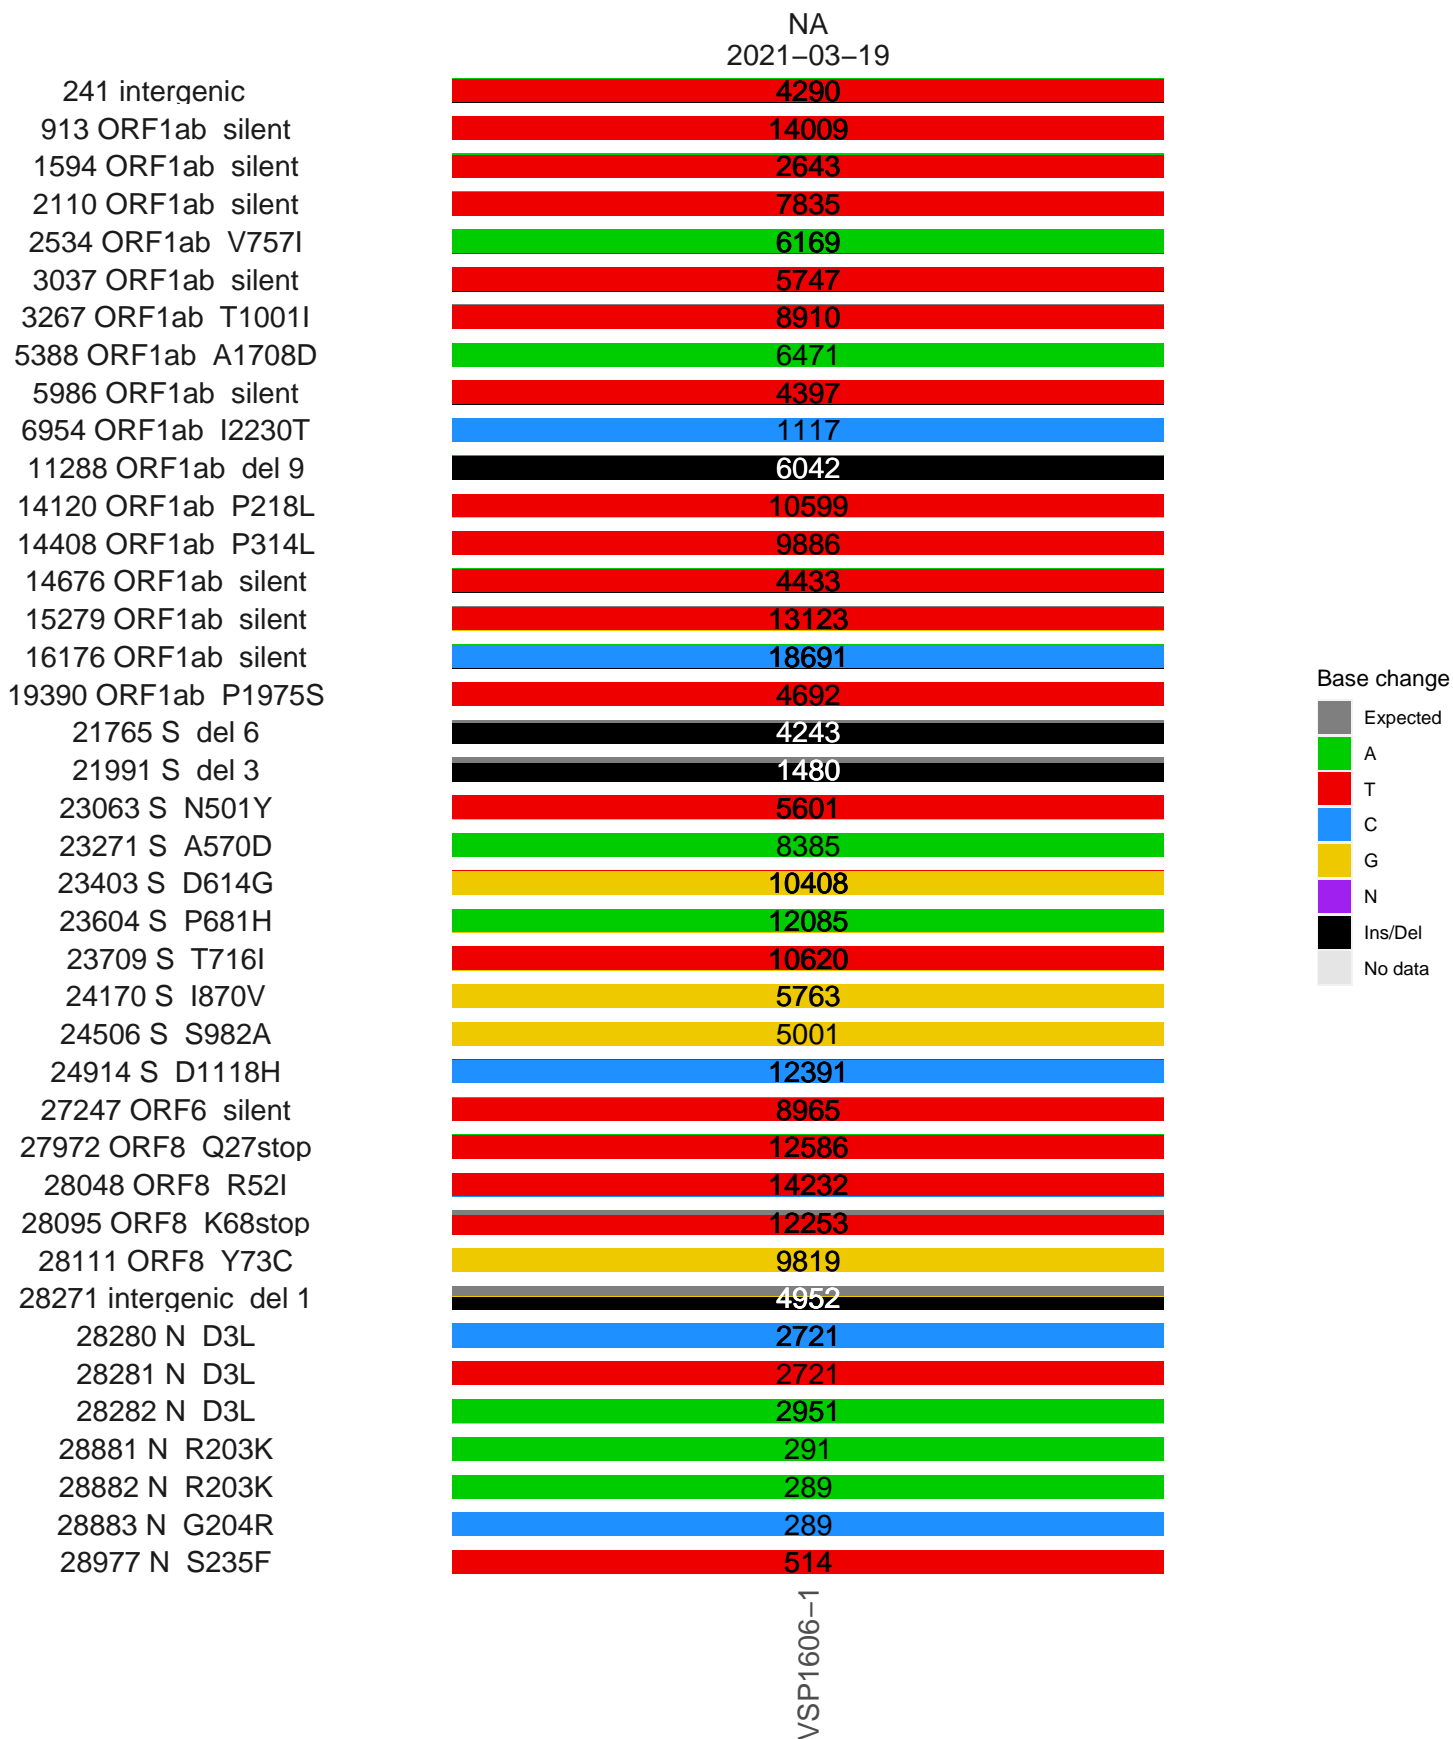 NA
2021−03−19
241 intergenic 4290
913 ORF1ab silent 14009
1594 ORF1ab silent 2643
2110 ORF1ab silent 7835
2534 ORF1ab V757I 6169
3037 ORF1ab silent 5747
3267 ORF1ab T1001I 8910
5388 ORF1ab A1708D 6471
5986 ORF1ab silent 4397
6954 ORF1ab I2230T 1117
11288 ORF1ab del 9 6042
14120 ORF1ab P218L 10599
14408 ORF1ab P314L 9886
14676 ORF1ab silent 4433
15279 ORF1ab silent 13123
16176 ORF1ab silent 18691
19390 ORF1ab P1975S 4692
21765 S del 6 4243
21991 S del 3 1480
23063 S N501Y 5601
23271 S A570D 8385
23403 S D614G 10408
23604 S P681H 12085
23709 S T716I 10620
24170 S I870V 5763
24506 S S982A 5001
24914 S D1118H 12391
27247 ORF6 silent 8965
27972 ORF8 Q27stop 12586
28048 ORF8 R52I 14232
28095 ORF8 K68stop 12253
28111 ORF8 Y73C 9819
28271 intergenic del 1 4952
28280 N D3L 2721
28281 N D3L 2721
28282 N D3L 2951
28881 N R203K 291
28882 N R203K 289
28883 N G204R 289
28977 N S235F 514
VSP1606−1
Base change
Expected
A
T
C
G
N
Ins/Del
No data